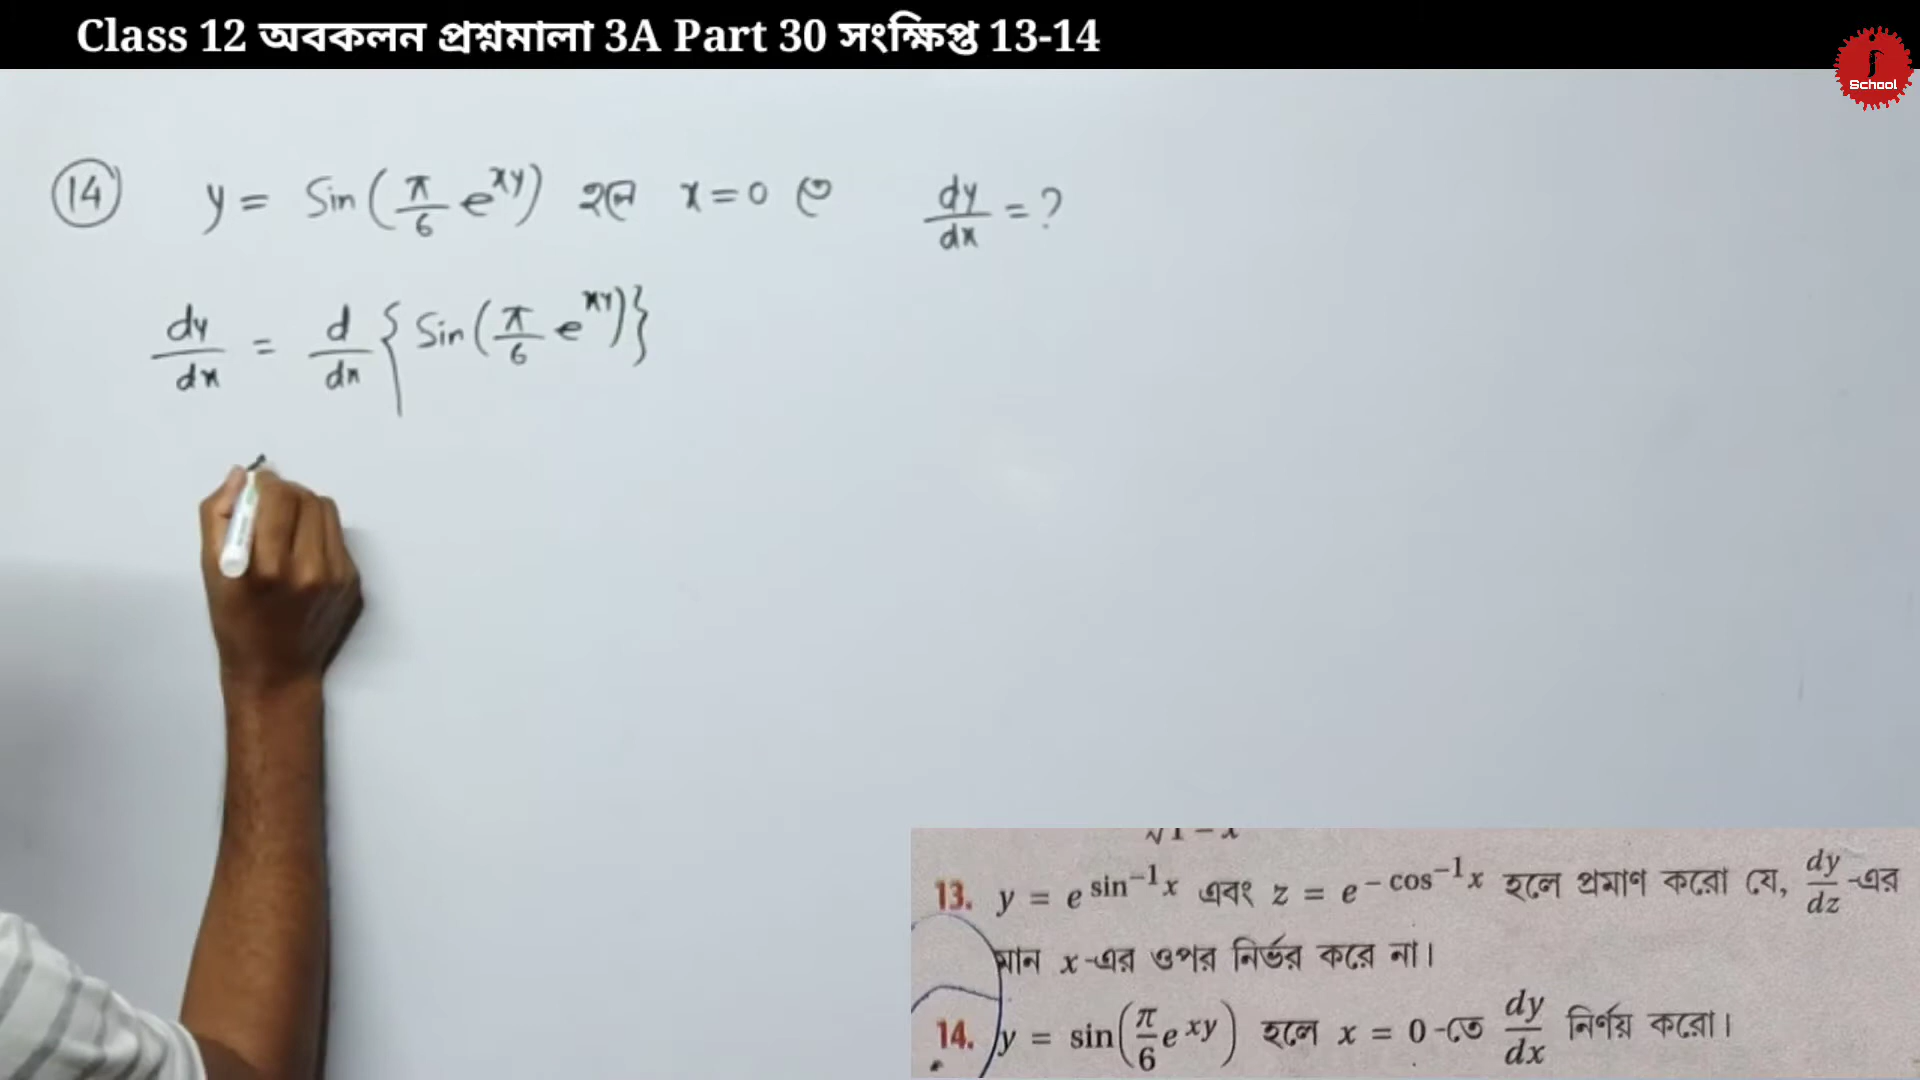 Class 12 অবকলন প্রশ্নমালা 3A Part 30 সংক্ষিপ্ত 13-14
School
14 y = Sin(π/6 e^xy) হলে x=0 তে dy/dx = ?
dy/dx = d/dx {Sin(π/6 e^xy)}
13. y = e^sin⁻¹x এবং z = e^−cos⁻¹x হলে প্রমাণ করো যে, dy/dz-এর
মান x-এর ওপর নির্ভর করে না।
14. y = sin(π/6 e^xy) হলে x = 0-তে dy/dx নির্ণয় করো।